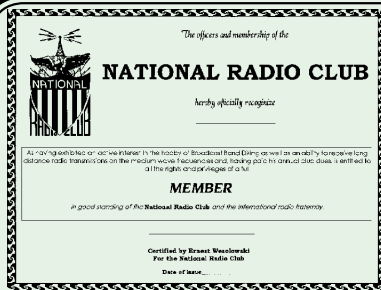 The officers and membership of the
NATIONAL
RADIO CLUB
NATIONAL RADIO CLUB
hereby officially recognize
As having exhibited an active interest in the hobby of Broadcast Band DXing as well as an ability to receive long
distance radio transmissions on the medium wave frequencies and, having paid his annual club dues, is entitled to
all the rights and privileges of a full
MEMBER
in good standing of the National Radio Club and the international radio fraternity.
Certified by Ernest Wesolowski
For the National Radio Club
Date of issue